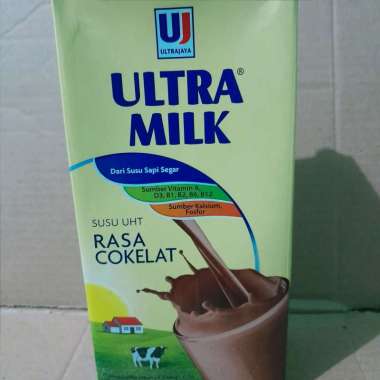 UJ
ULTRAJAYA
ULTRA®
MILK
Dari Susu Sapi Segar
Sumber Vitamin A,
D3, B1, B2, B6, B12
Sumber Kalsium,
Fosfor
SUSU UHT
RASA
COKELAT*